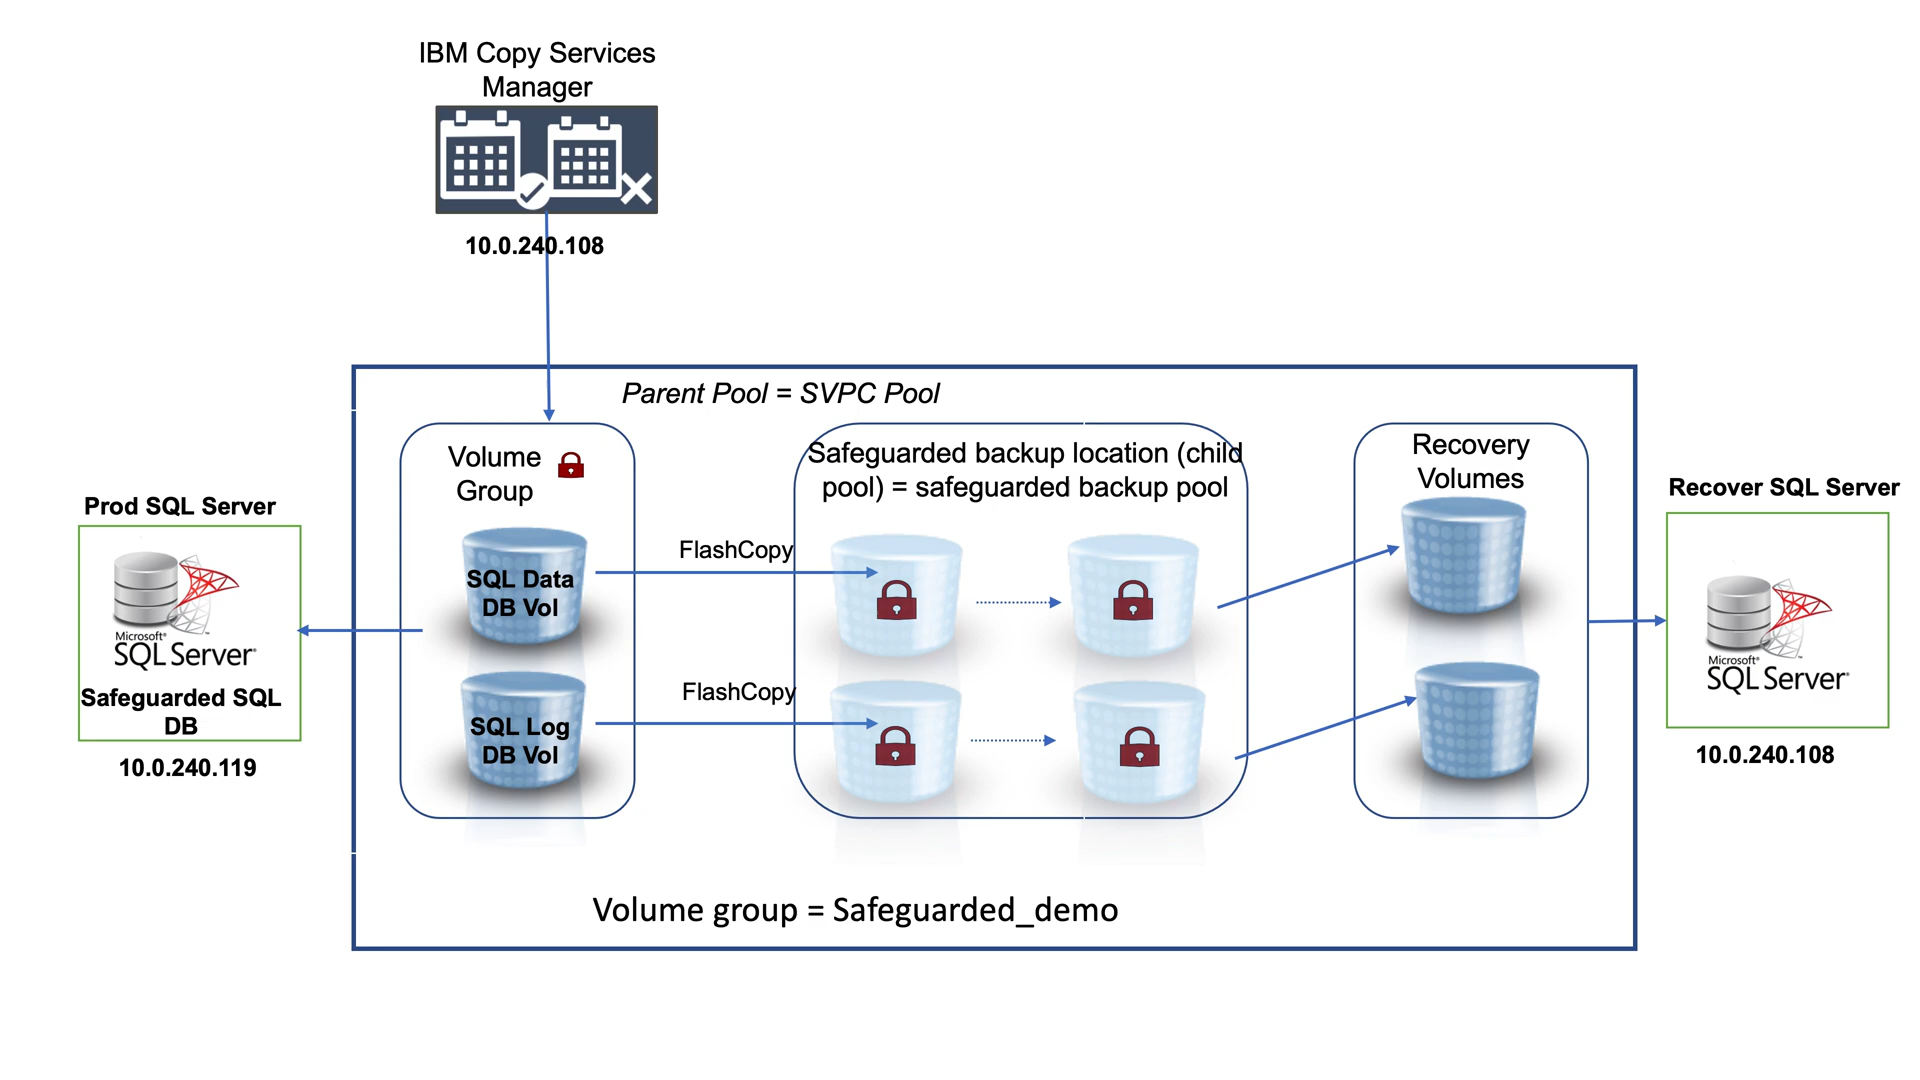 IBM Copy Services
Manager
10.0.240.108
Parent Pool = SVPC Pool
Volume
Group
SQL Data
DB Vol
SQL Log
DB Vol
FlashCopy
FlashCopy
Safeguarded backup location (child
pool) = safeguarded backup pool
Recovery
Volumes
Prod SQL Server
Microsoft®
SQL Server®
Safeguarded SQL
DB
10.0.240.119
Recover SQL Server
Microsoft®
SQL Server®
10.0.240.108
Volume group = Safeguarded_demo